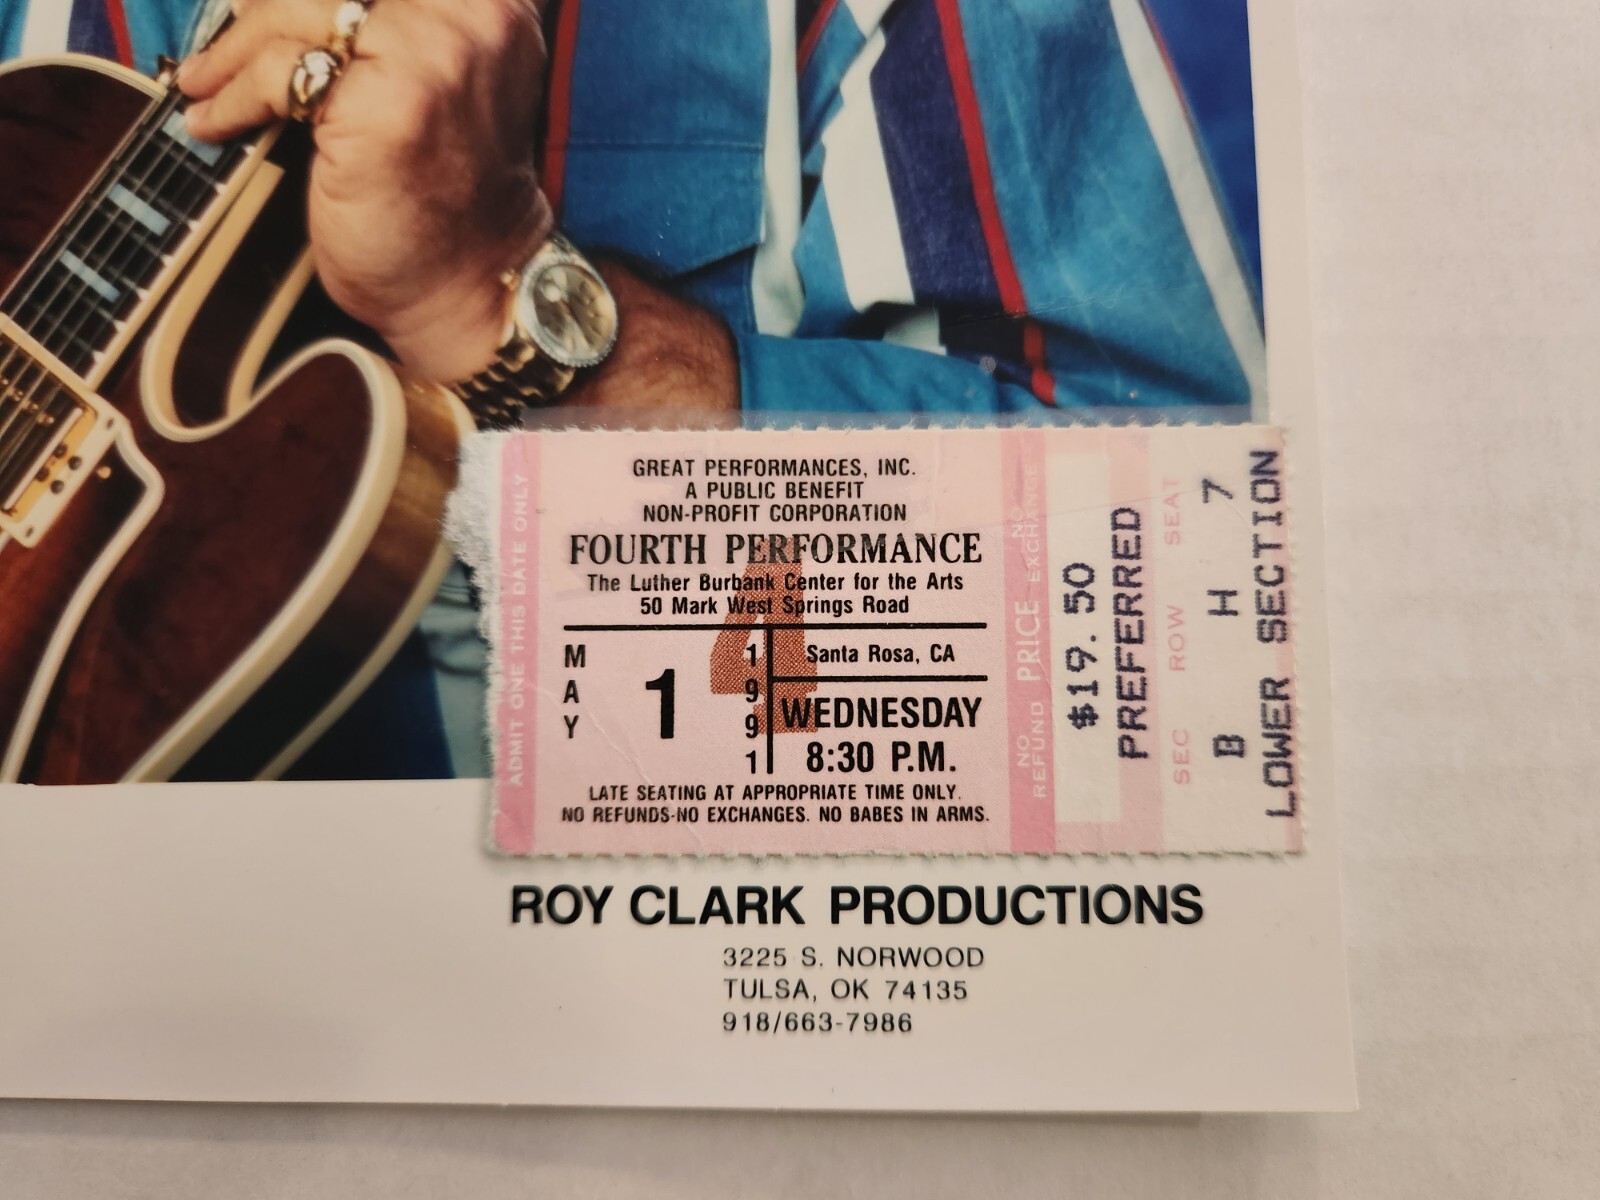 ADMIT ONE THIS DATE ONLY
GREAT PERFORMANCES, INC.
A PUBLIC BENEFIT
NON-PROFIT CORPORATION
FOURTH PERFORMANCE
The Luther Burbank Center for the Arts
50 Mark West Springs Road
4
MAY
1
1991
Santa Rosa, CA
WEDNESDAY
8:30 P.M.
LATE SEATING AT APPROPRIATE TIME ONLY.
NO REFUNDS-NO EXCHANGES. NO BABES IN ARMS.
NO REFUND
PRICE
NO EXCHANGE
$19.50
PREFERRED
SEC ROW SEAT
B H 7
LOWER SECTION
ROY CLARK PRODUCTIONS
3225 S. NORWOOD
TULSA, OK 74135
918/663-7986